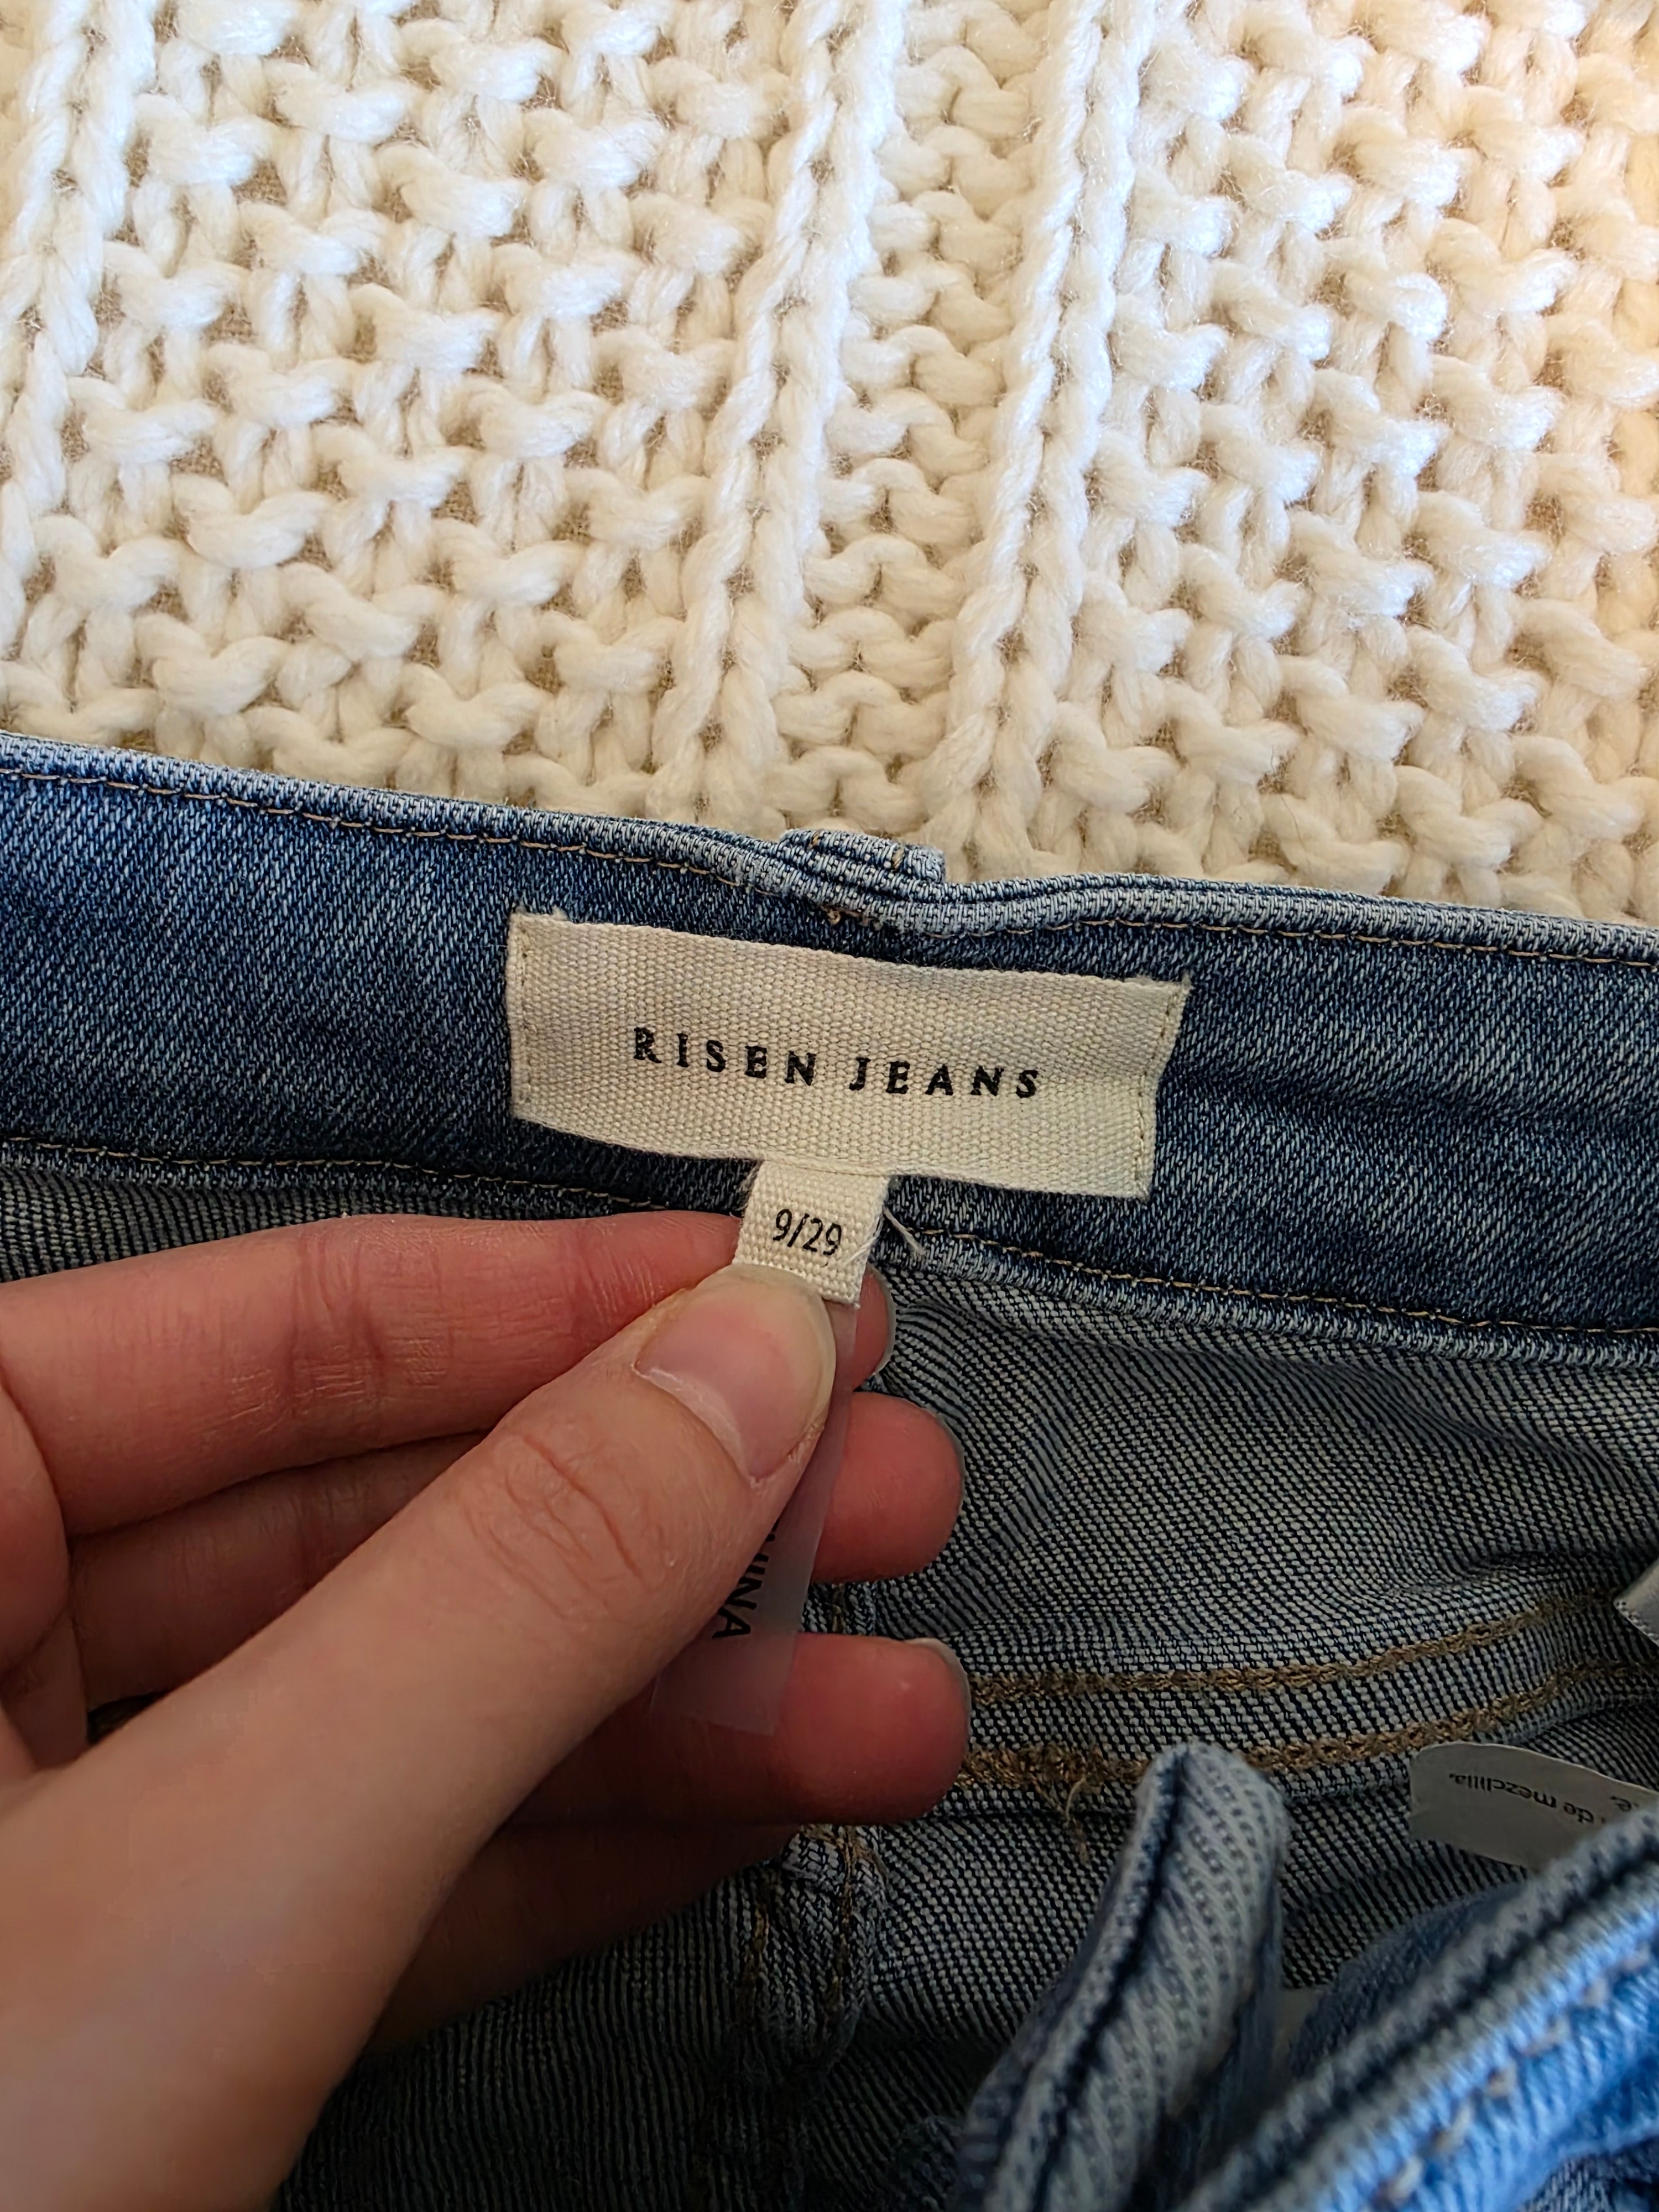 RISEN JEANS
9/29
de mezclilla.